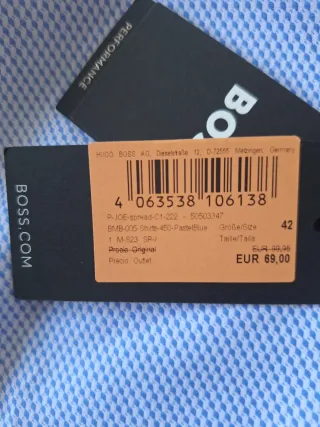 PERFORMANCE
BOSS
BOSS.COM
HUGO BOSS AG, Dieselstraße 12, D-72555 Metzingen, Germany
4 063538 106138
P-JOE-spread-C1-222 - 50503347
BMB-005-Shirts-450-PastelBlue
Größe/Size
42
1 M-S23 SP-I
Taille/Talla
Precio Original
EUR 99,95
Precio Outlet
EUR 69,00